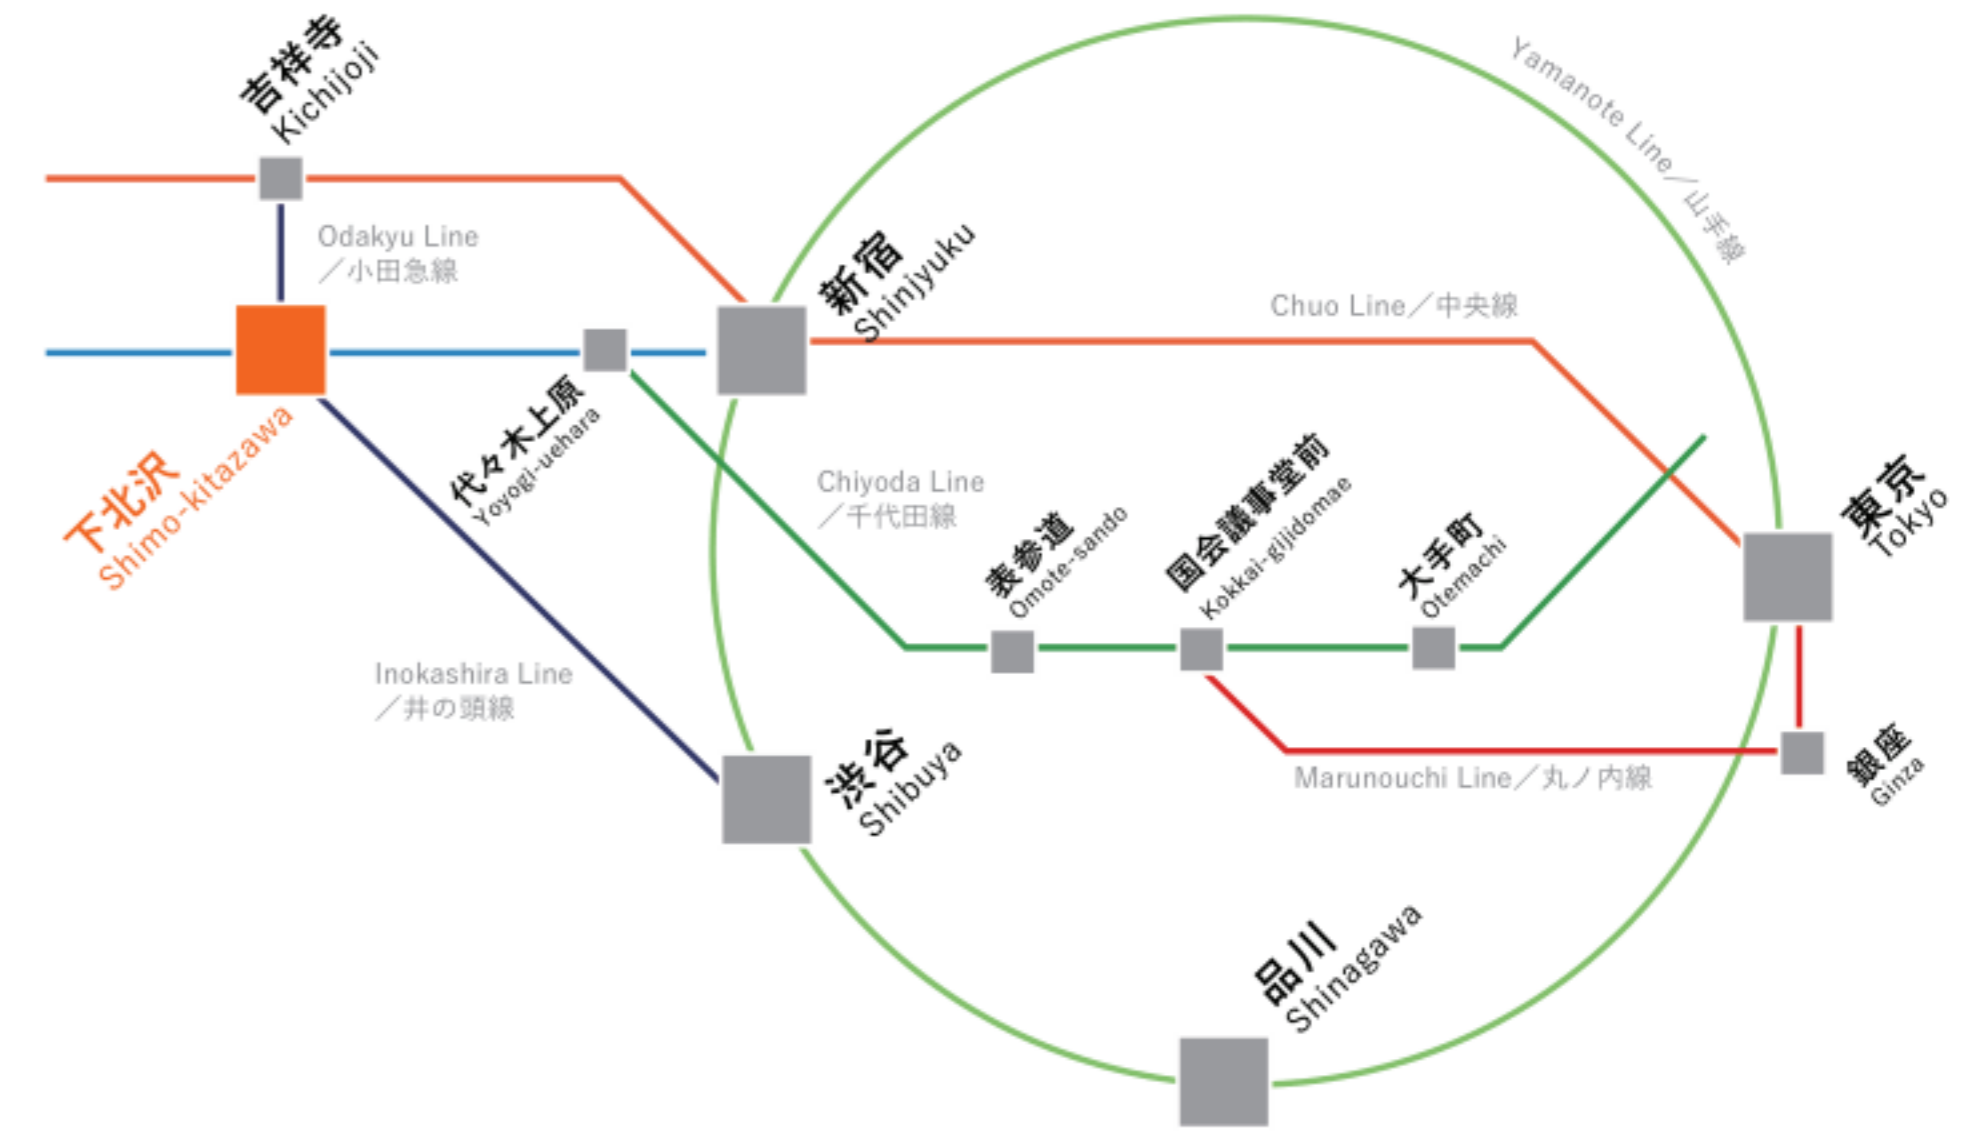 吉祥寺
Kichijoji
Yamanote Line／山手線
Odakyu Line
／小田急線
新宿
Shinjyuku
Chuo Line／中央線
下北沢
Shimo-kitazawa
代々木上原
Yoyogi-uehara
Chiyoda Line
／千代田線
表参道
Omote-sando
国会議事堂前
Kokkai-gijidomae
大手町
Otemachi
東京
Tokyo
Inokashira Line
／井の頭線
渋谷
Shibuya
Marunouchi Line／丸ノ内線
銀座
Ginza
品川
Shinagawa